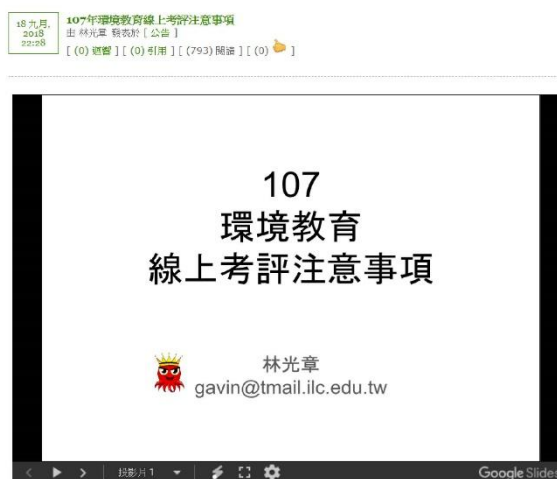 18 九月,
2018
22:28
107年環境教育線上考評注意事項
由 林光章 發表於 [ 公告 ]
[ (0) 迴響 ] [ (0) 引用 ] [ (793) 閱讀 ] [ (0) ]
107
環境教育
線上考評注意事項
林光章
gavin@tmail.ilc.edu.tw
投影片 1
Google Slides